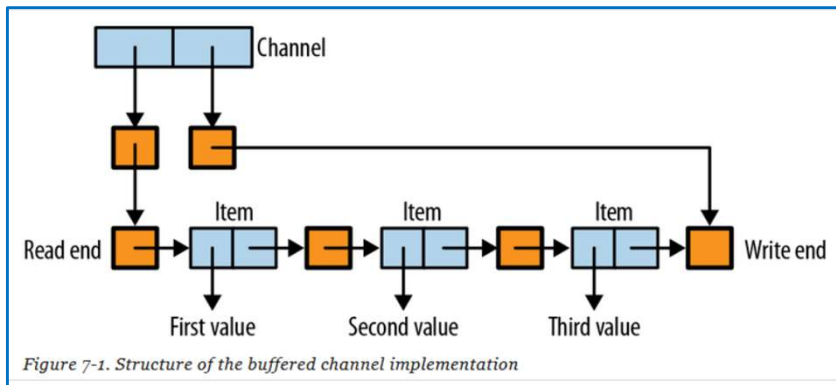 Channel
Item Item Item
Read end
Write end
First value Second value Third value
Figure 7-1. Structure of the buffered channel implementation